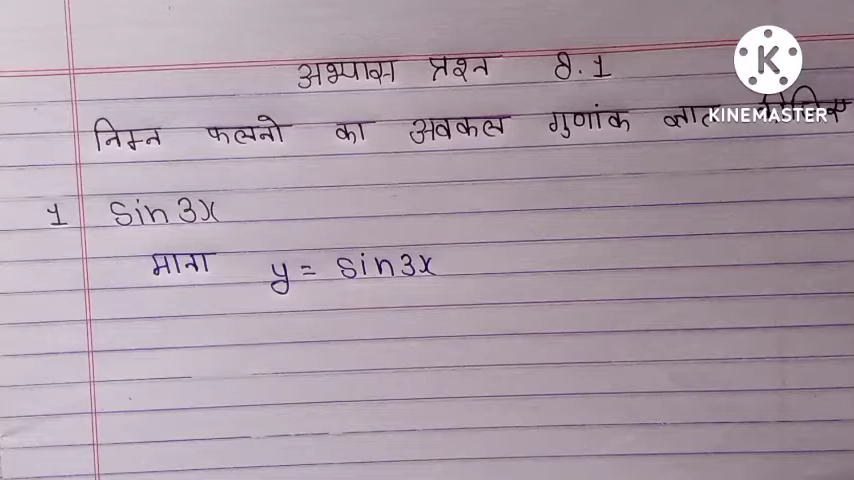 अभ्यास प्रश्न 8.1
KINEMASTER
निम्न फलनो का अवकल गुणांक ज्ञात
1 sin3x
माना y = sin3x